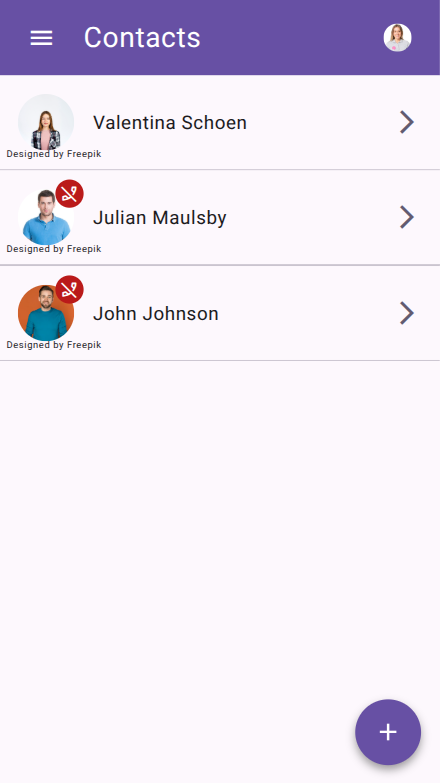 Contacts
Valentina Schoen
Designed by Freepik
Julian Maulsby
Designed by Freepik
John Johnson
Designed by Freepik